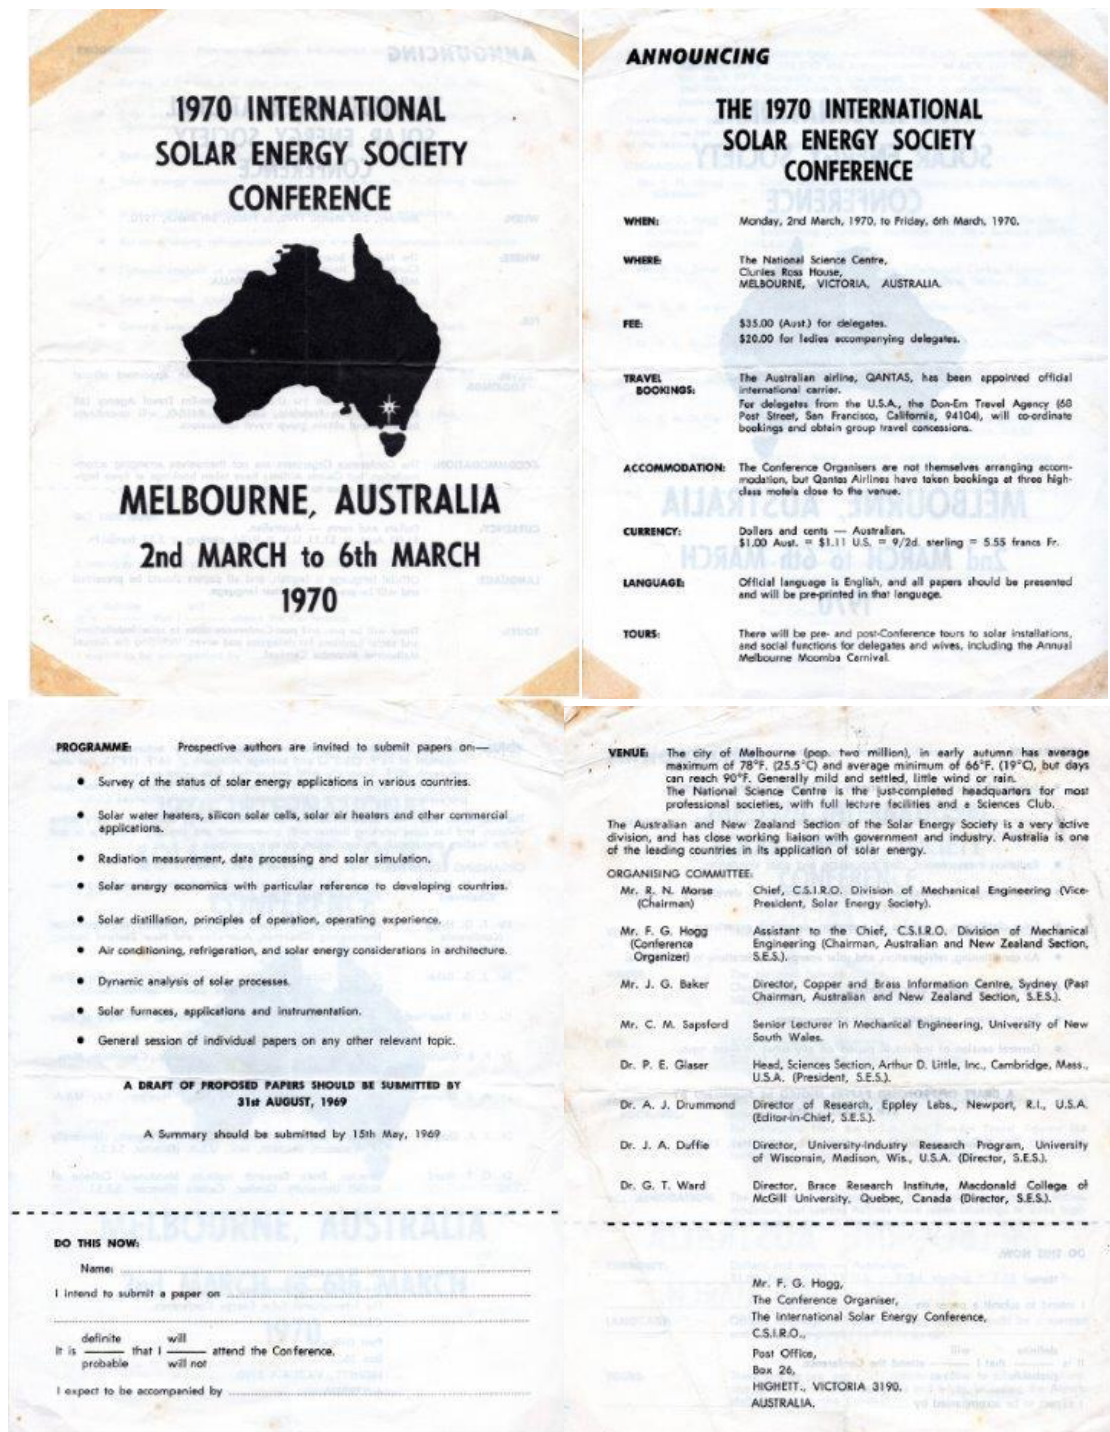 1970 INTERNATIONAL
SOLAR ENERGY SOCIETY
CONFERENCE
MELBOURNE, AUSTRALIA
2nd MARCH to 6th MARCH
1970
ANNOUNCING
THE 1970 INTERNATIONAL
SOLAR ENERGY SOCIETY
CONFERENCE
WHEN: Monday, 2nd March, 1970, to Friday, 6th March, 1970.
WHERE: The National Science Centre,
Clunies Ross House,
MELBOURNE, VICTORIA, AUSTRALIA.
FEE: $35.00 (Aust.) for delegates.
$20.00 for ladies accompanying delegates.
TRAVEL BOOKINGS: The Australian airline, QANTAS, has been appointed official
international carrier.
For delegates from the U.S.A., the Don-Em Travel Agency (60
Post Street, San Francisco, California, 94104), will co-ordinate
bookings and obtain group travel concessions.
ACCOMMODATION: The Conference Organisers are not themselves arranging accom-
modation, but Qantas Airlines have taken bookings at three high-
class motels close to the venue.
CURRENCY: Dollars and cents — Australian.
$1.00 Aust. = $1.11 U.S. = 9/2d. sterling = 5.55 francs Fr.
LANGUAGE: Official language is English, and all papers should be presented
and will be pre-printed in that language.
TOURS: There will be pre- and post-Conference tours to solar installations,
and social functions for delegates and wives, including the Annual
Melbourne Moomba Carnival.
PROGRAMME: Prospective authors are invited to submit papers on:—
● Survey of the status of solar energy applications in various countries.
● Solar water heaters, silicon solar cells, solar air heaters and other commercial
applications.
● Radiation measurement, data processing and solar simulation.
● Solar energy economics with particular reference to developing countries.
● Solar distillation, principles of operation, operating experience.
● Air conditioning, refrigeration, and solar energy considerations in architecture.
● Dynamic analysis of solar processes.
● Solar furnaces, applications and instrumentation.
● General session of individual papers on any other relevant topic.
A DRAFT OF PROPOSED PAPERS SHOULD BE SUBMITTED BY
31st AUGUST, 1969
A Summary should be submitted by 15th May, 1969
DO THIS NOW:
Name:
I intend to submit a paper on
definite will
It is that I attend the Conference.
probable will not
I expect to be accompanied by
VENUE: The city of Melbourne (pop. two million), in early autumn has average
maximum of 78°F. (25.5°C) and average minimum of 66°F. (19°C), but days
can reach 90°F. Generally mild and settled, little wind or rain.
The National Science Centre is the just-completed headquarters for most
professional societies, with full lecture facilities and a Sciences Club.
The Australian and New Zealand Section of the Solar Energy Society is a very active
division, and has close working liaison with government and industry. Australia is one
of the leading countries in its application of solar energy.
ORGANISING COMMITTEE:
Mr. R. N. Morse Chief, C.S.I.R.O. Division of Mechanical Engineering (Vice-
(Chairman) President, Solar Energy Society).
Mr. F. G. Hogg Assistant to the Chief, C.S.I.R.O. Division of Mechanical
(Conference Engineering (Chairman, Australian and New Zealand Section,
Organizer) S.E.S.).
Mr. J. G. Baker Director, Copper and Brass Information Centre, Sydney (Past
Chairman, Australian and New Zealand Section, S.E.S.).
Mr. C. M. Sapsford Senior Lecturer in Mechanical Engineering, University of New
South Wales.
Dr. P. E. Glaser Head, Sciences Section, Arthur D. Little, Inc., Cambridge, Mass.,
U.S.A. (President, S.E.S.).
Dr. A. J. Drummond Director of Research, Eppley Labs., Newport, R.I., U.S.A.
(Editor-in-Chief, S.E.S.).
Dr. J. A. Duffie Director, University-Industry Research Program, University
of Wisconsin, Madison, Wis., U.S.A. (Director, S.E.S.).
Dr. G. T. Ward Director, Brace Research Institute, Macdonald College of
McGill University, Quebec, Canada (Director, S.E.S.).
Mr. F. G. Hogg,
The Conference Organiser,
The International Solar Energy Conference,
C.S.I.R.O.,
Post Office,
Box 26,
HIGHETT., VICTORIA 3190.
AUSTRALIA.